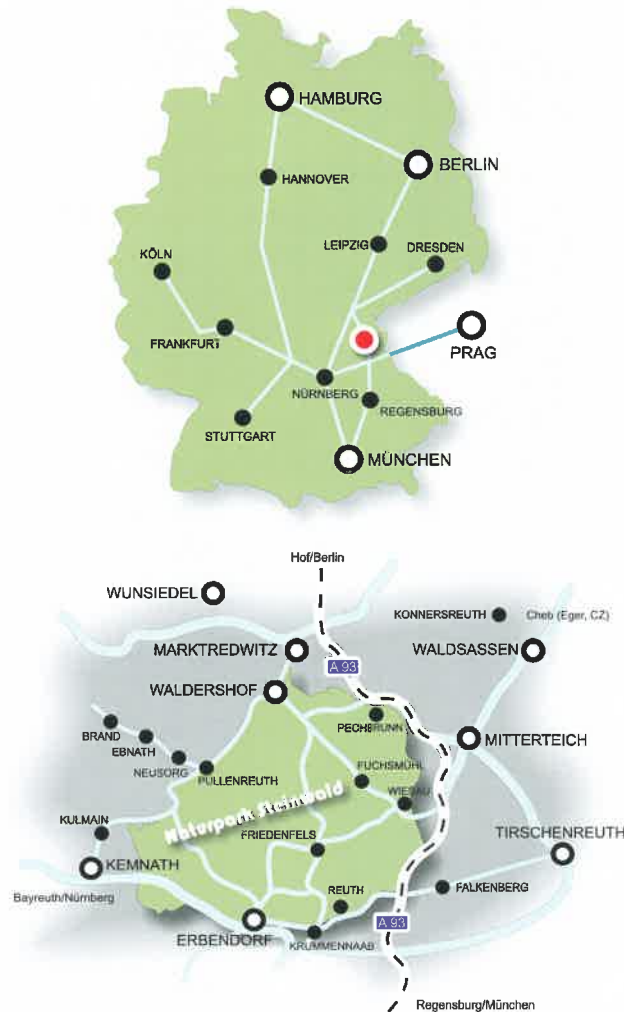 HAMBURG
BERLIN
HANNOVER
LEIPZIG
DRESDEN
KÖLN
FRANKFURT
PRAG
NÜRNBERG
REGENSBURG
STUTTGART
MÜNCHEN
Hof/Berlin
WUNSIEDEL
KONNERSREUTH
Cheb (Eger, CZ)
MARKTREDWITZ
WALDSASSEN
A 93
WALDERSHOF
PECHBRUNN
BRAND
EBNATH
MITTERTEICH
NEUSORG
PULLENREUTH
FUCHSMÜHL
WIESAU
Naturpark Steinwald
KULMAIN
FRIEDENFELS
TIRSCHENREUTH
KEMNATH
REUTH
FALKENBERG
Bayreuth/Nürnberg
ERBENDORF
KRUMMENNAAB
A 93
Regensburg/München